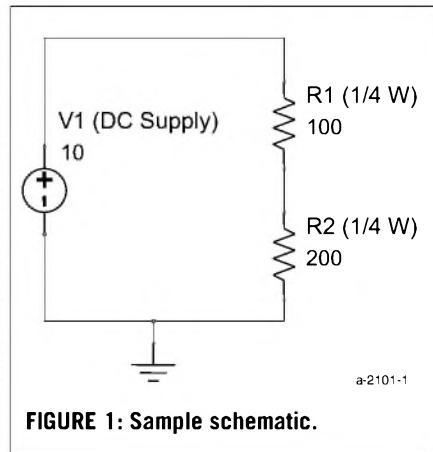 R1 (1/4 W)
100
V1 (DC Supply)
10
R2 (1/4 W)
200
a-2101-1
FIGURE 1: Sample schematic.